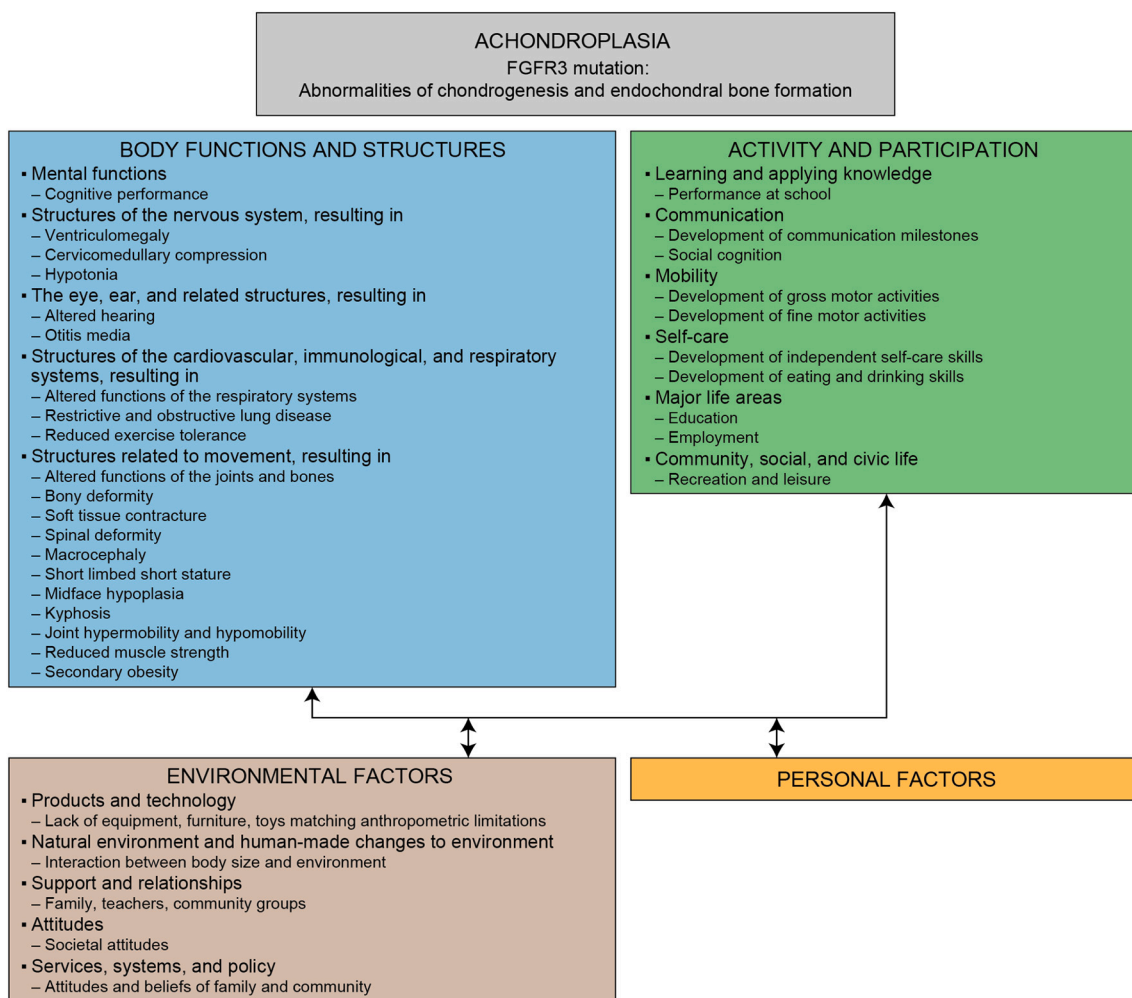 ACHONDROPLASIA
FGFR3 mutation:
Abnormalities of chondrogenesis and endochondral bone formation
BODY FUNCTIONS AND STRUCTURES
▪ Mental functions
– Cognitive performance
▪ Structures of the nervous system, resulting in
– Ventriculomegaly
– Cervicomedullary compression
– Hypotonia
▪ The eye, ear, and related structures, resulting in
– Altered hearing
– Otitis media
▪ Structures of the cardiovascular, immunological, and respiratory
systems, resulting in
– Altered functions of the respiratory systems
– Restrictive and obstructive lung disease
– Reduced exercise tolerance
▪ Structures related to movement, resulting in
– Altered functions of the joints and bones
– Bony deformity
– Soft tissue contracture
– Spinal deformity
– Macrocephaly
– Short limbed short stature
– Midface hypoplasia
– Kyphosis
– Joint hypermobility and hypomobility
– Reduced muscle strength
– Secondary obesity
ACTIVITY AND PARTICIPATION
▪ Learning and applying knowledge
– Performance at school
▪ Communication
– Development of communication milestones
– Social cognition
▪ Mobility
– Development of gross motor activities
– Development of fine motor activities
▪ Self-care
– Development of independent self-care skills
– Development of eating and drinking skills
▪ Major life areas
– Education
– Employment
▪ Community, social, and civic life
– Recreation and leisure
ENVIRONMENTAL FACTORS
▪ Products and technology
– Lack of equipment, furniture, toys matching anthropometric limitations
▪ Natural environment and human-made changes to environment
– Interaction between body size and environment
▪ Support and relationships
– Family, teachers, community groups
▪ Attitudes
– Societal attitudes
▪ Services, systems, and policy
– Attitudes and beliefs of family and community
PERSONAL FACTORS